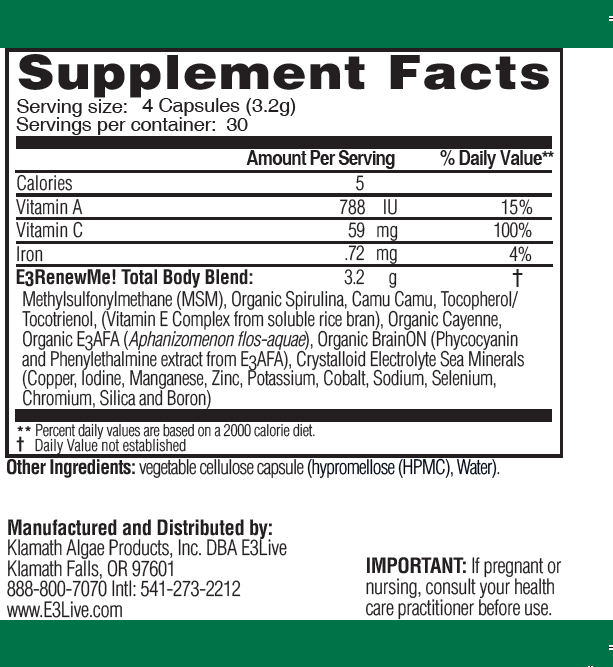 Supplement Facts
Serving size: 4 Capsules (3.2g)
Servings per container: 30
Amount Per Serving % Daily Value**
Calories 5
Vitamin A 788 IU 15%
Vitamin C 59 mg 100%
Iron .72 mg 4%
E3RenewMe! Total Body Blend: 3.2 g †
Methylsulfonylmethane (MSM), Organic Spirulina, Camu Camu, Tocopherol/
Tocotrienol, (Vitamin E Complex from soluble rice bran), Organic Cayenne,
Organic E3AFA (Aphanizomenon flos-aquae), Organic BrainON (Phycocyanin
and Phenylethalmine extract from E3AFA), Crystalloid Electrolyte Sea Minerals
(Copper, Iodine, Manganese, Zinc, Potassium, Cobalt, Sodium, Selenium,
Chromium, Silica and Boron)
** Percent daily values are based on a 2000 calorie diet.
† Daily Value not established
Other Ingredients: vegetable cellulose capsule (hypromellose (HPMC), Water).
Manufactured and Distributed by:
Klamath Algae Products, Inc. DBA E3Live
Klamath Falls, OR 97601
888-800-7070 Intl: 541-273-2212
www.E3Live.com
IMPORTANT: If pregnant or
nursing, consult your health
care practitioner before use.